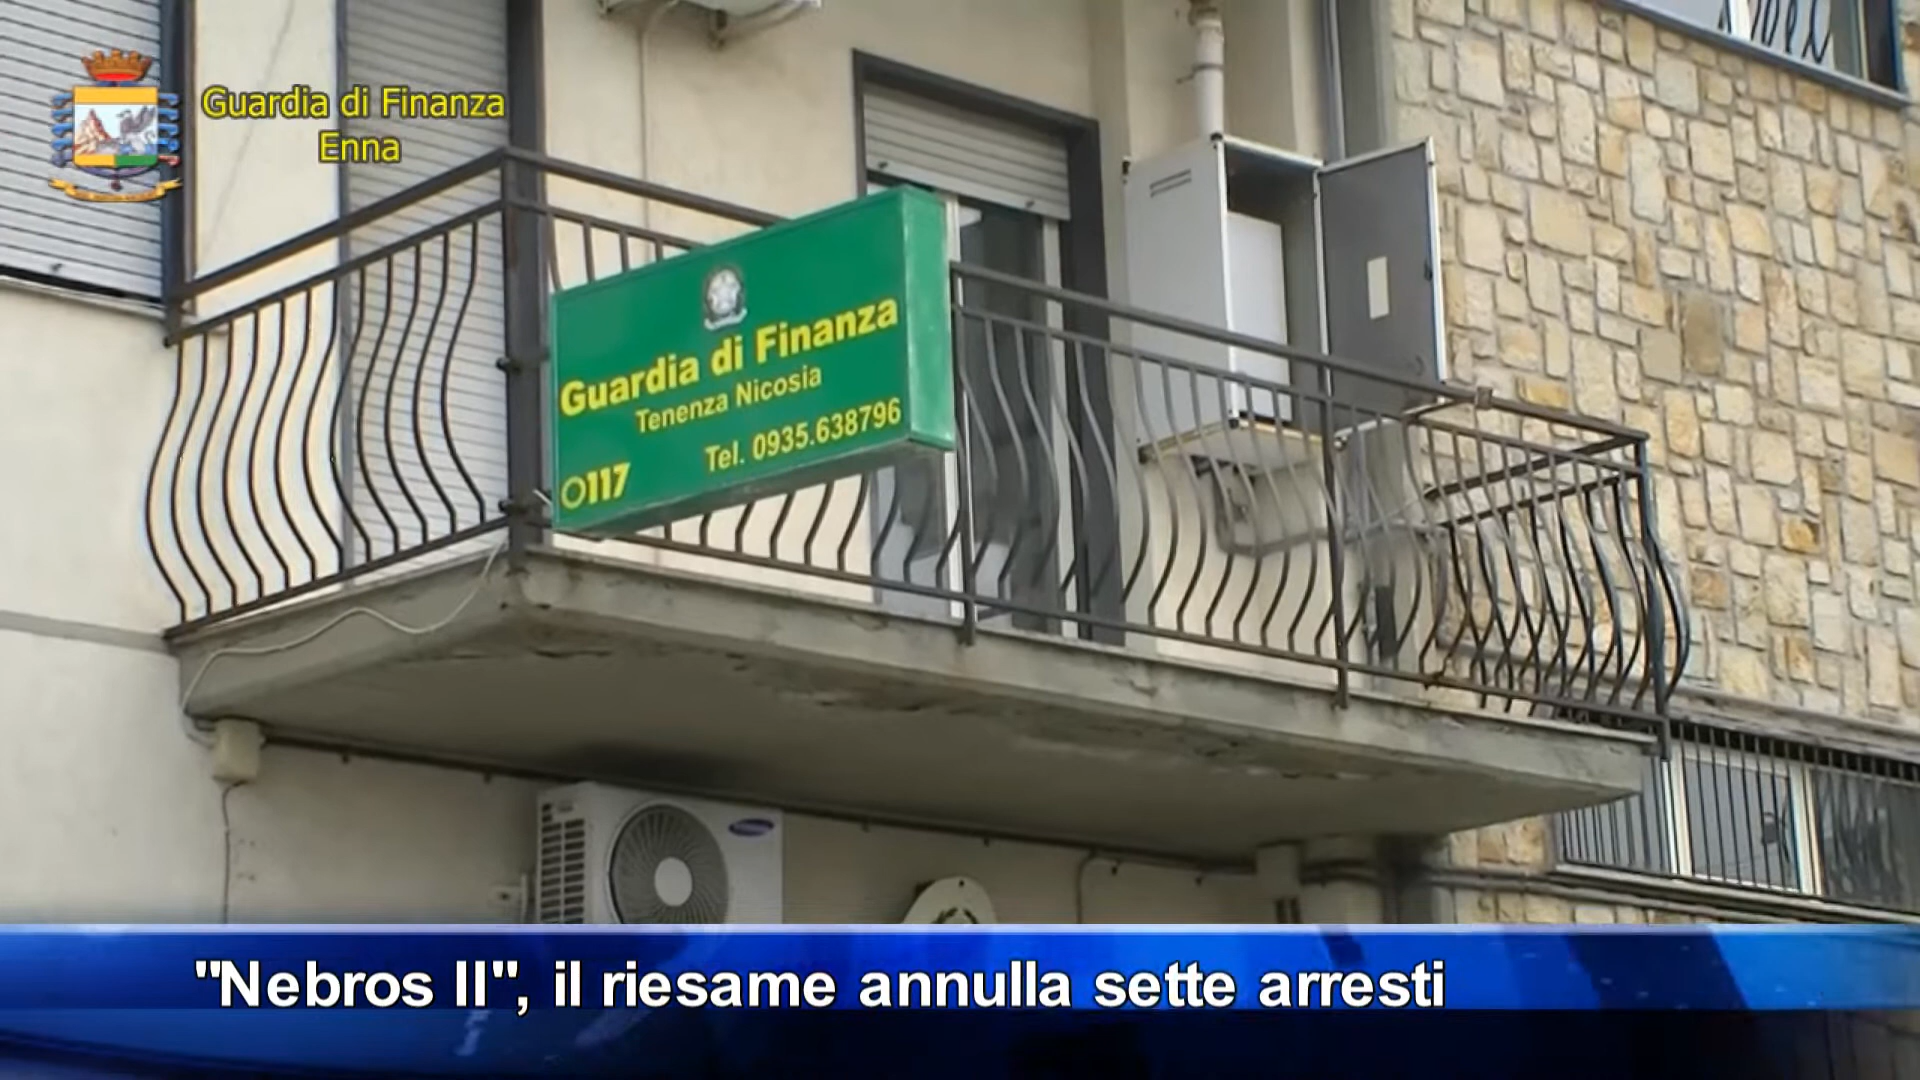 Guardia di Finanza
Enna
Guardia di Finanza
Tenenza Nicosia
Tel. 0935.638796
117
SAMSUNG
"Nebros II", il riesame annulla sette arresti